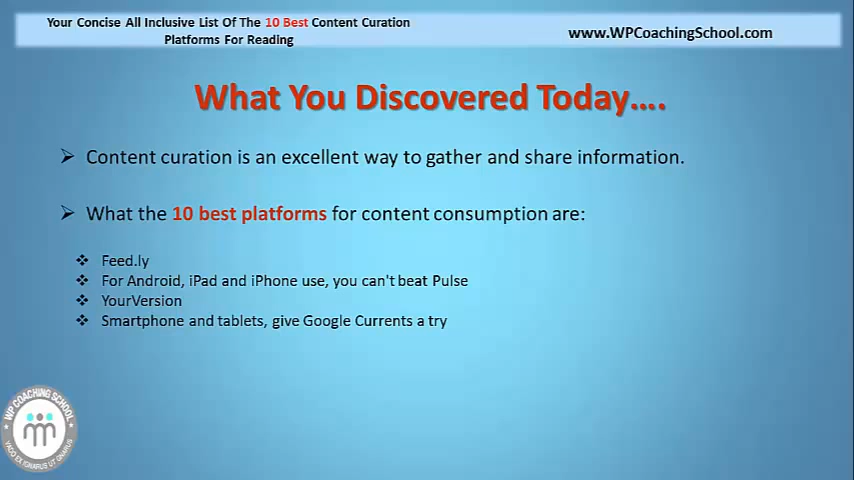 Your Concise All Inclusive List Of The 10 Best Content Curation
Platforms For Reading
www.WPCoachingSchool.com
What You Discovered Today....
Content curation is an excellent way to gather and share information.
What the 10 best platforms for content consumption are:
Feed.ly
For Android, iPad and iPhone use, you can't beat Pulse
YourVersion
Smartphone and tablets, give Google Currents a try
WP COACHING SCHOOL